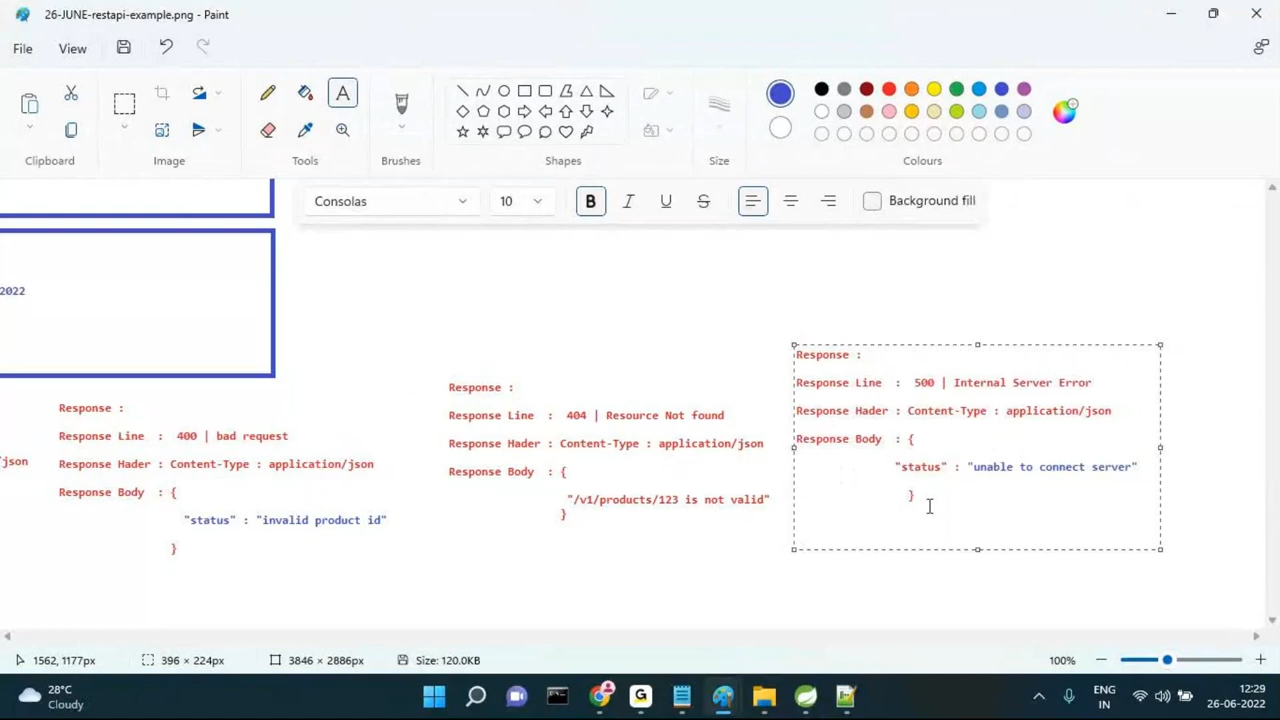 26-JUNE-restapi-example.png - Paint
File View
Clipboard
Image
Tools
Brushes
Shapes
Size
Colours
Consolas 10 B I U S Background fill
2022
/json
Response :
Response Line : 400 | bad request
Response Hader : Content-Type : application/json
Response Body : {
"status" : "invalid product id"
}
Response :
Response Line : 404 | Resource Not found
Response Hader : Content-Type : application/json
Response Body : {
"/v1/products/123 is not valid"
}
Response :
Response Line : 500 | Internal Server Error
Response Hader : Content-Type : application/json
Response Body : {
"status" : "unable to connect server"
}
1562, 1177px 396 × 224px 3846 × 2886px Size: 120.0KB 100%
28°C
Cloudy
ENG
IN
12:29
26-06-2022